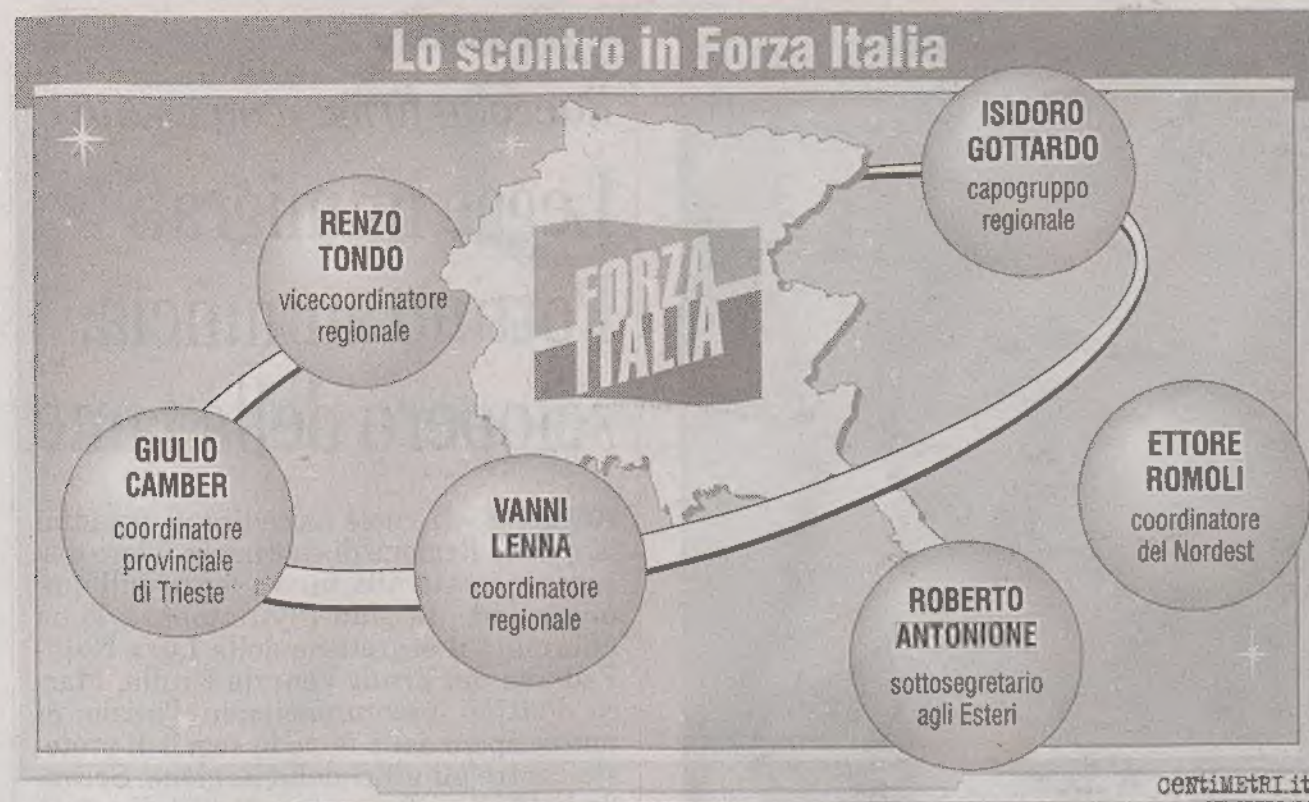 Lo scontro in Forza Italia
ISIDORO
GOTTARDO
capogruppo
regionale
RENZO
TONDO
vicecoordinatore
regionale
FORZA
ITALIA
GIULIO
CAMBER
coordinatore
provinciale
di Trieste
VANNI
LENNA
coordinatore
regionale
ETTORE
ROMOLI
coordinatore
del Nordest
ROBERTO
ANTONIONE
sottosegretario
agli Esteri
CENTIMETRI.it